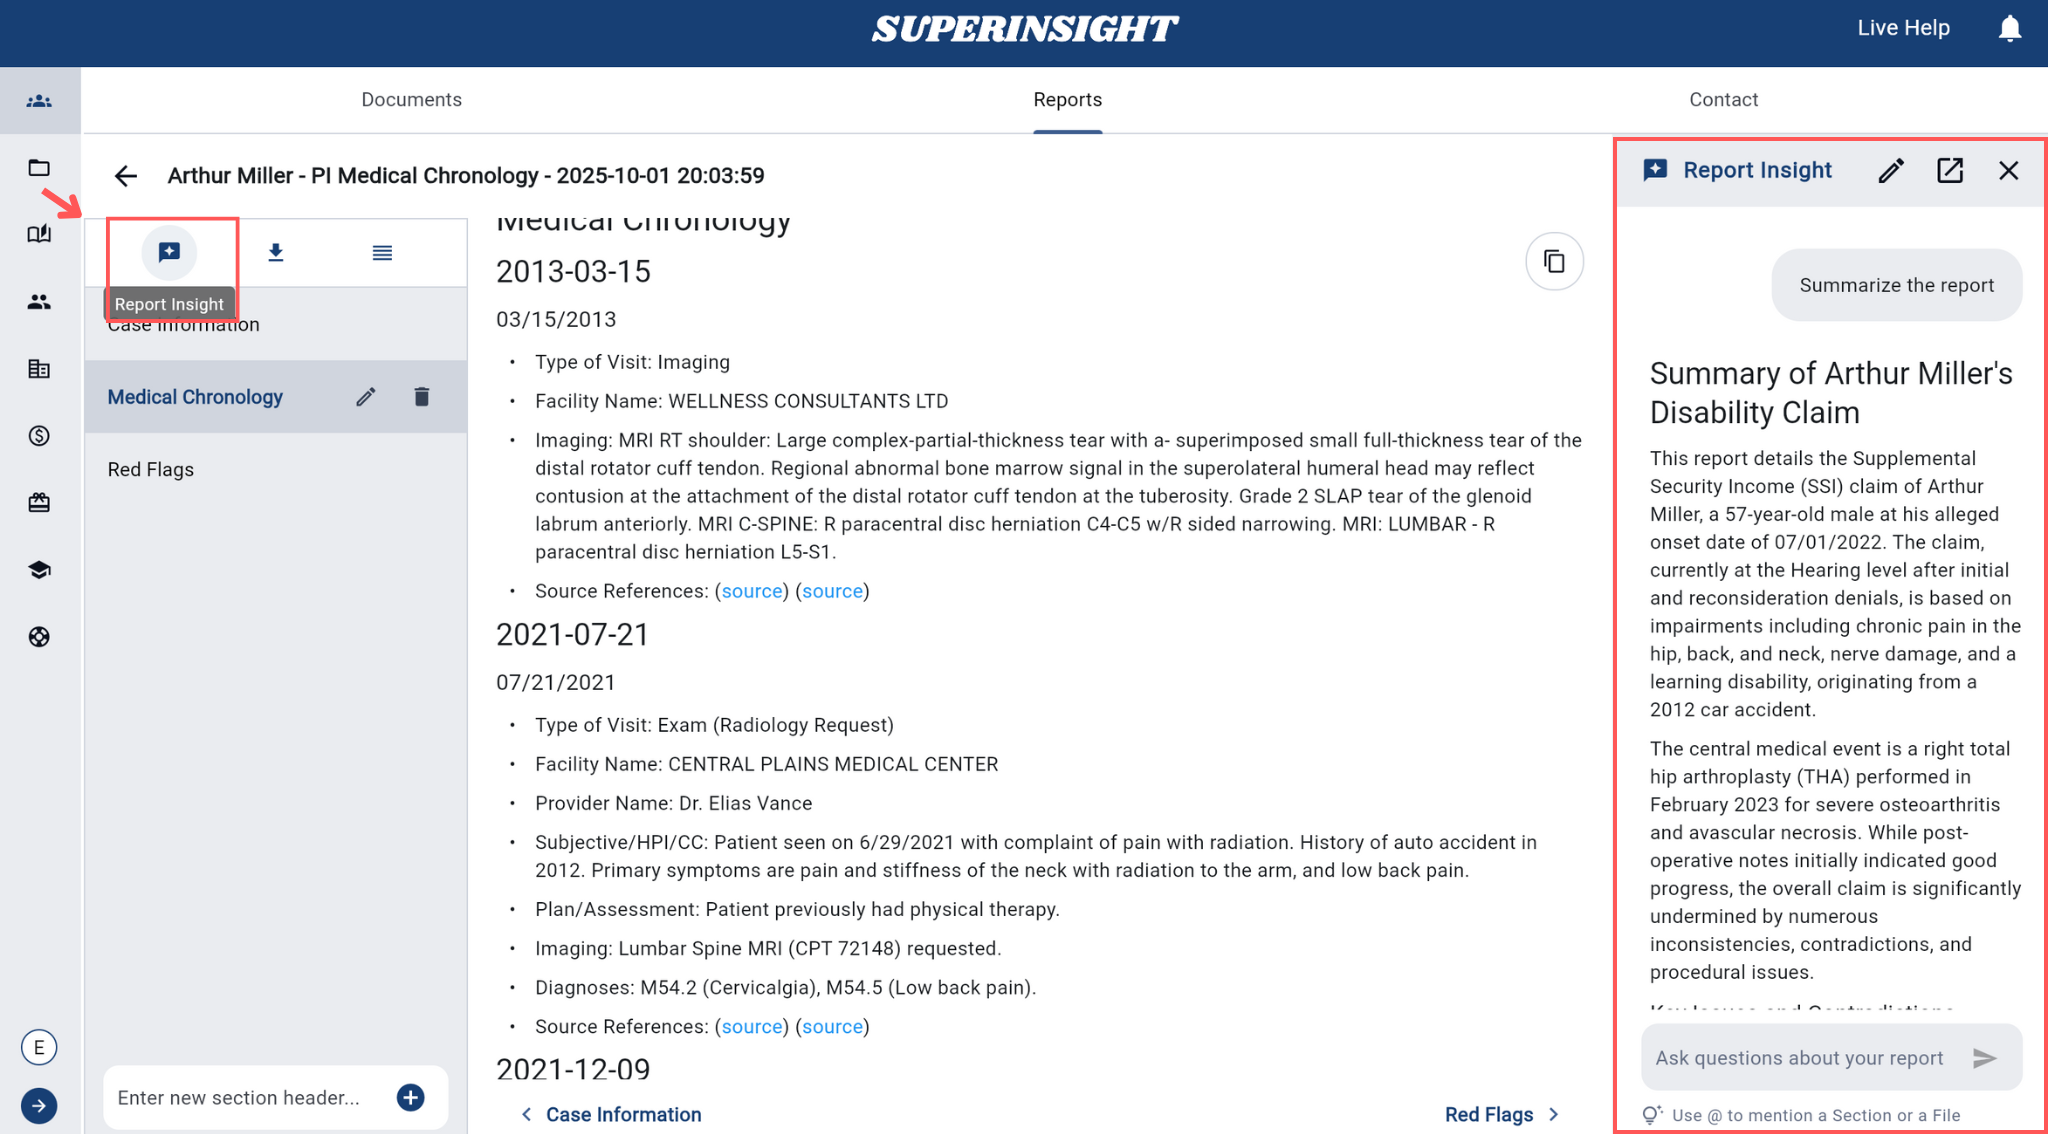 SUPERINSIGHT
Live Help
Documents
Reports
Contact
Arthur Miller - PI Medical Chronology - 2025-10-01 20:03:59
Report Insight
Case Information
Medical Chronology
Red Flags
Enter new section header...
E
Medical Chronology
2013-03-15
03/15/2013
• Type of Visit: Imaging
• Facility Name: WELLNESS CONSULTANTS LTD
• Imaging: MRI RT shoulder: Large complex-partial-thickness tear with a- superimposed small full-thickness tear of the
distal rotator cuff tendon. Regional abnormal bone marrow signal in the superolateral humeral head may reflect
contusion at the attachment of the distal rotator cuff tendon at the tuberosity. Grade 2 SLAP tear of the glenoid
labrum anteriorly. MRI C-SPINE: R paracentral disc herniation C4-C5 w/R sided narrowing. MRI: LUMBAR - R
paracentral disc herniation L5-S1.
• Source References: (source) (source)
2021-07-21
07/21/2021
• Type of Visit: Exam (Radiology Request)
• Facility Name: CENTRAL PLAINS MEDICAL CENTER
• Provider Name: Dr. Elias Vance
• Subjective/HPI/CC: Patient seen on 6/29/2021 with complaint of pain with radiation. History of auto accident in
2012. Primary symptoms are pain and stiffness of the neck with radiation to the arm, and low back pain.
• Plan/Assessment: Patient previously had physical therapy.
• Imaging: Lumbar Spine MRI (CPT 72148) requested.
• Diagnoses: M54.2 (Cervicalgia), M54.5 (Low back pain).
• Source References: (source) (source)
2021-12-09
Case Information
Red Flags
Report Insight
Summarize the report
Summary of Arthur Miller's
Disability Claim
This report details the Supplemental
Security Income (SSI) claim of Arthur
Miller, a 57-year-old male at his alleged
onset date of 07/01/2022. The claim,
currently at the Hearing level after initial
and reconsideration denials, is based on
impairments including chronic pain in the
hip, back, and neck, nerve damage, and a
learning disability, originating from a
2012 car accident.
The central medical event is a right total
hip arthroplasty (THA) performed in
February 2023 for severe osteoarthritis
and avascular necrosis. While post-
operative notes initially indicated good
progress, the overall claim is significantly
undermined by numerous
inconsistencies, contradictions, and
procedural issues.
Key Issues and Contradictions
Ask questions about your report
Use @ to mention a Section or a File